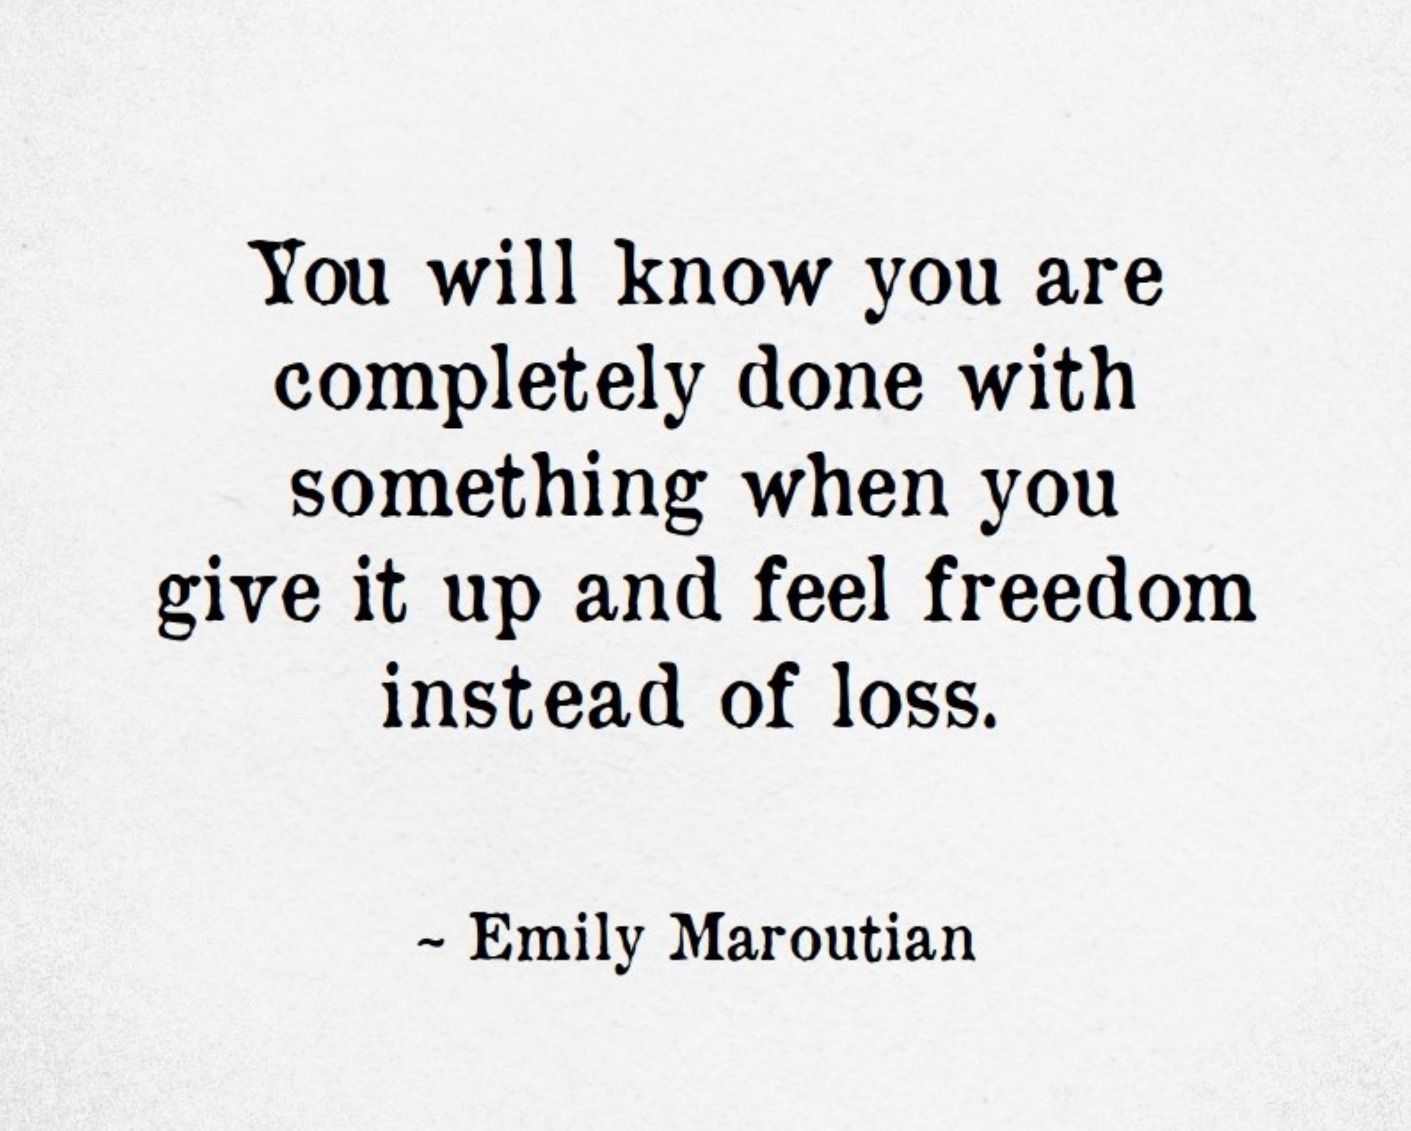 You will know you are
completely done with
something when you
give it up and feel freedom
instead of loss.
~ Emily Maroutian